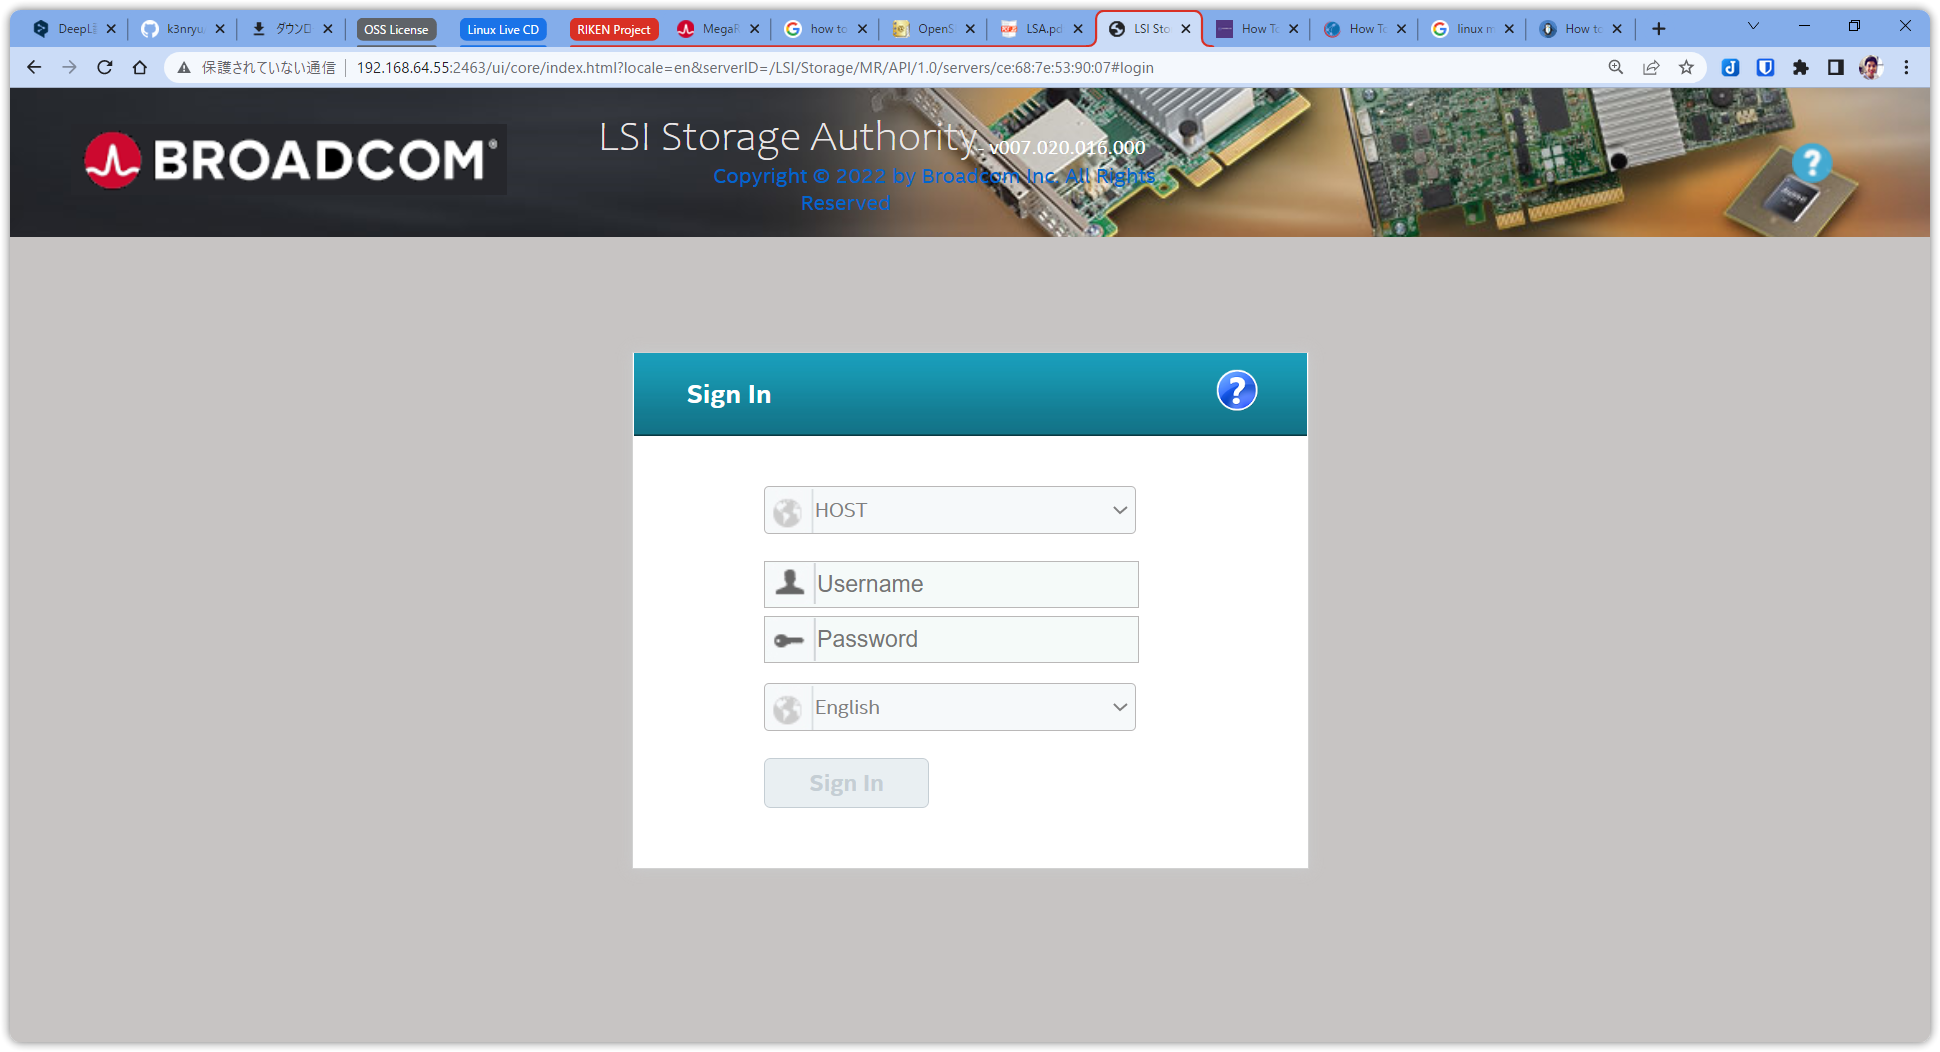 DeepL
k3nryu
ダウンロ
OSS License
Linux Live CD
RIKEN Project
MegaR
how to
OpenS
LSA.pd
LSI Sto
How To
How To
linux m
How to
保護されていない通信
192.168.64.55:2463/ui/core/index.html?locale=en&serverID=/LSI/Storage/MR/API/1.0/servers/ce:68:7e:53:90:07#login
BROADCOM®
LSI Storage Authority - v007.020.016.000
Copyright © 2022 by Broadcom Inc. All Rights
Reserved
Sign In
HOST
Username
Password
English
Sign In